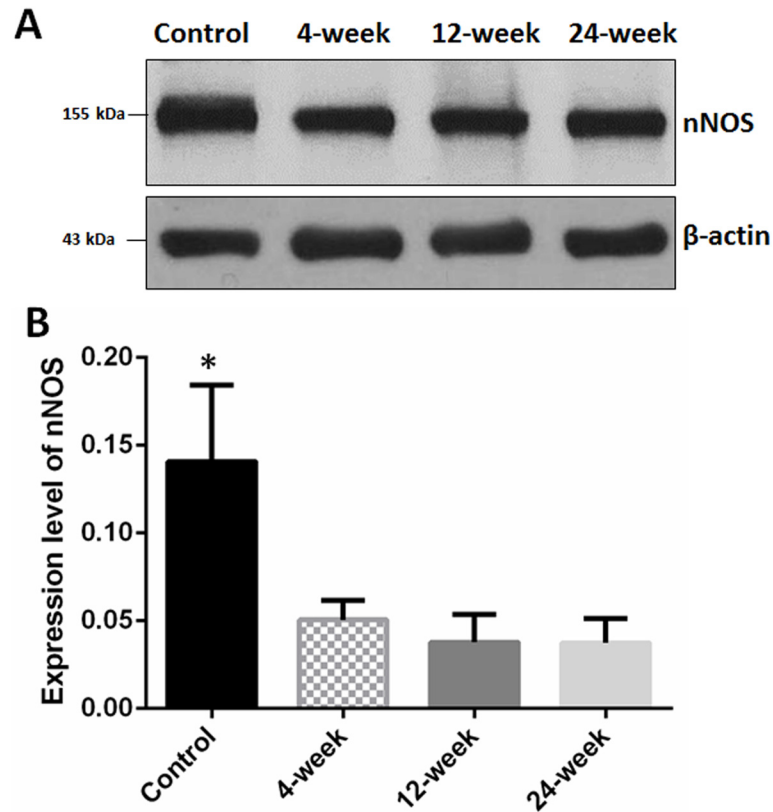 A
Control 4-week 12-week 24-week
155 kDa
nNOS
43 kDa
β-actin
B
Expression level of nNOS
0.20
0.15
0.10
0.05
0.00
*
Control
4-week
12-week
24-week